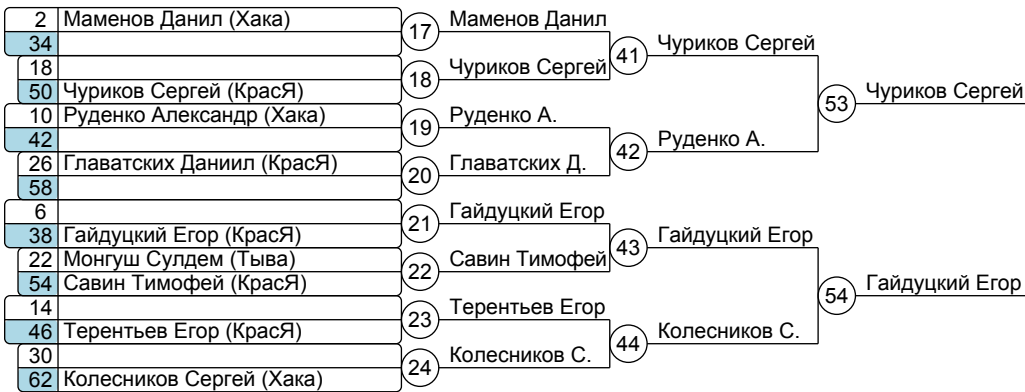 2 Маменов Данил (Хака)
34
18
50 Чуриков Сергей (КрасЯ)
10 Руденко Александр (Хака)
42
26 Главатских Даниил (КрасЯ)
58
6
38 Гайдуцкий Егор (КрасЯ)
22 Монгуш Сулдем (Тыва)
54 Савин Тимофей (КрасЯ)
14
46 Терентьев Егор (КрасЯ)
30
62 Колесников Сергей (Хака)
17 Маменов Данил
18 Чуриков Сергей
19 Руденко А.
20 Главатских Д.
21 Гайдуцкий Егор
22 Савин Тимофей
23 Терентьев Егор
24 Колесников С.
41 Чуриков Сергей
42 Руденко А.
43 Гайдуцкий Егор
44 Колесников С.
53 Чуриков Сергей
54 Гайдуцкий Егор